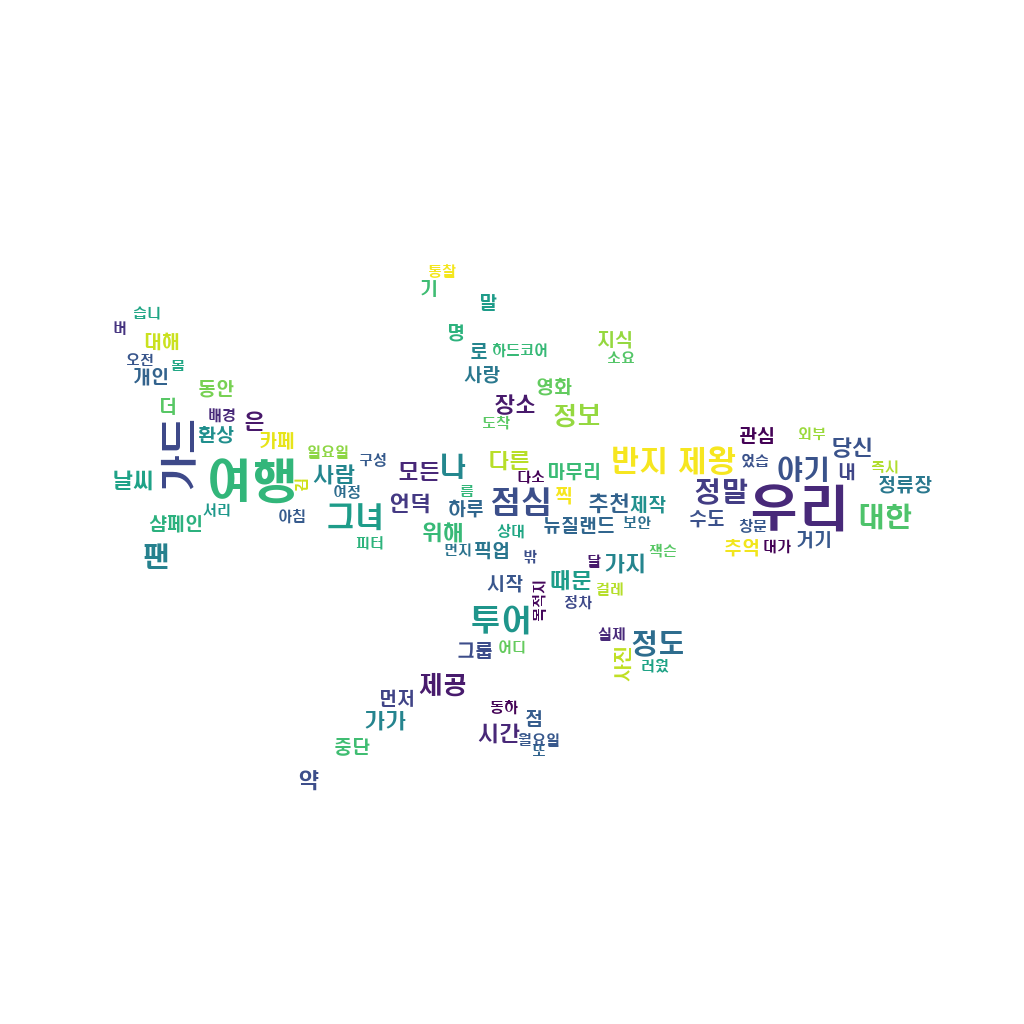 통찰
기
말
습니
버
명
대해
지식
로
하드코어
오전
몸
소요
개인
사랑
동안
영화
더
장소
배경
은
정보
도착
환상
카페
관심
외부
당신
가드
일요일
구성
모든
나
다른
반지 제왕
었습
야기
내
즉시
날씨
여행
사람
다소
마무리
정류장
란
여정
름
점심
찍
정말
우리
언덕
하루
추천
제작
서리
아침
그녀
대한
샴페인
뉴질랜드
보안
수도
창문
위해
상대
거기
피터
추억
대가
팬
먼지
픽업
밖
잭슨
달
가지
시작
때문
걸레
목적지
정차
투어
실제
정도
그룹
어디
사진
러웠
제공
먼저
동하
가가
점
시간
월요일
중단
또
약